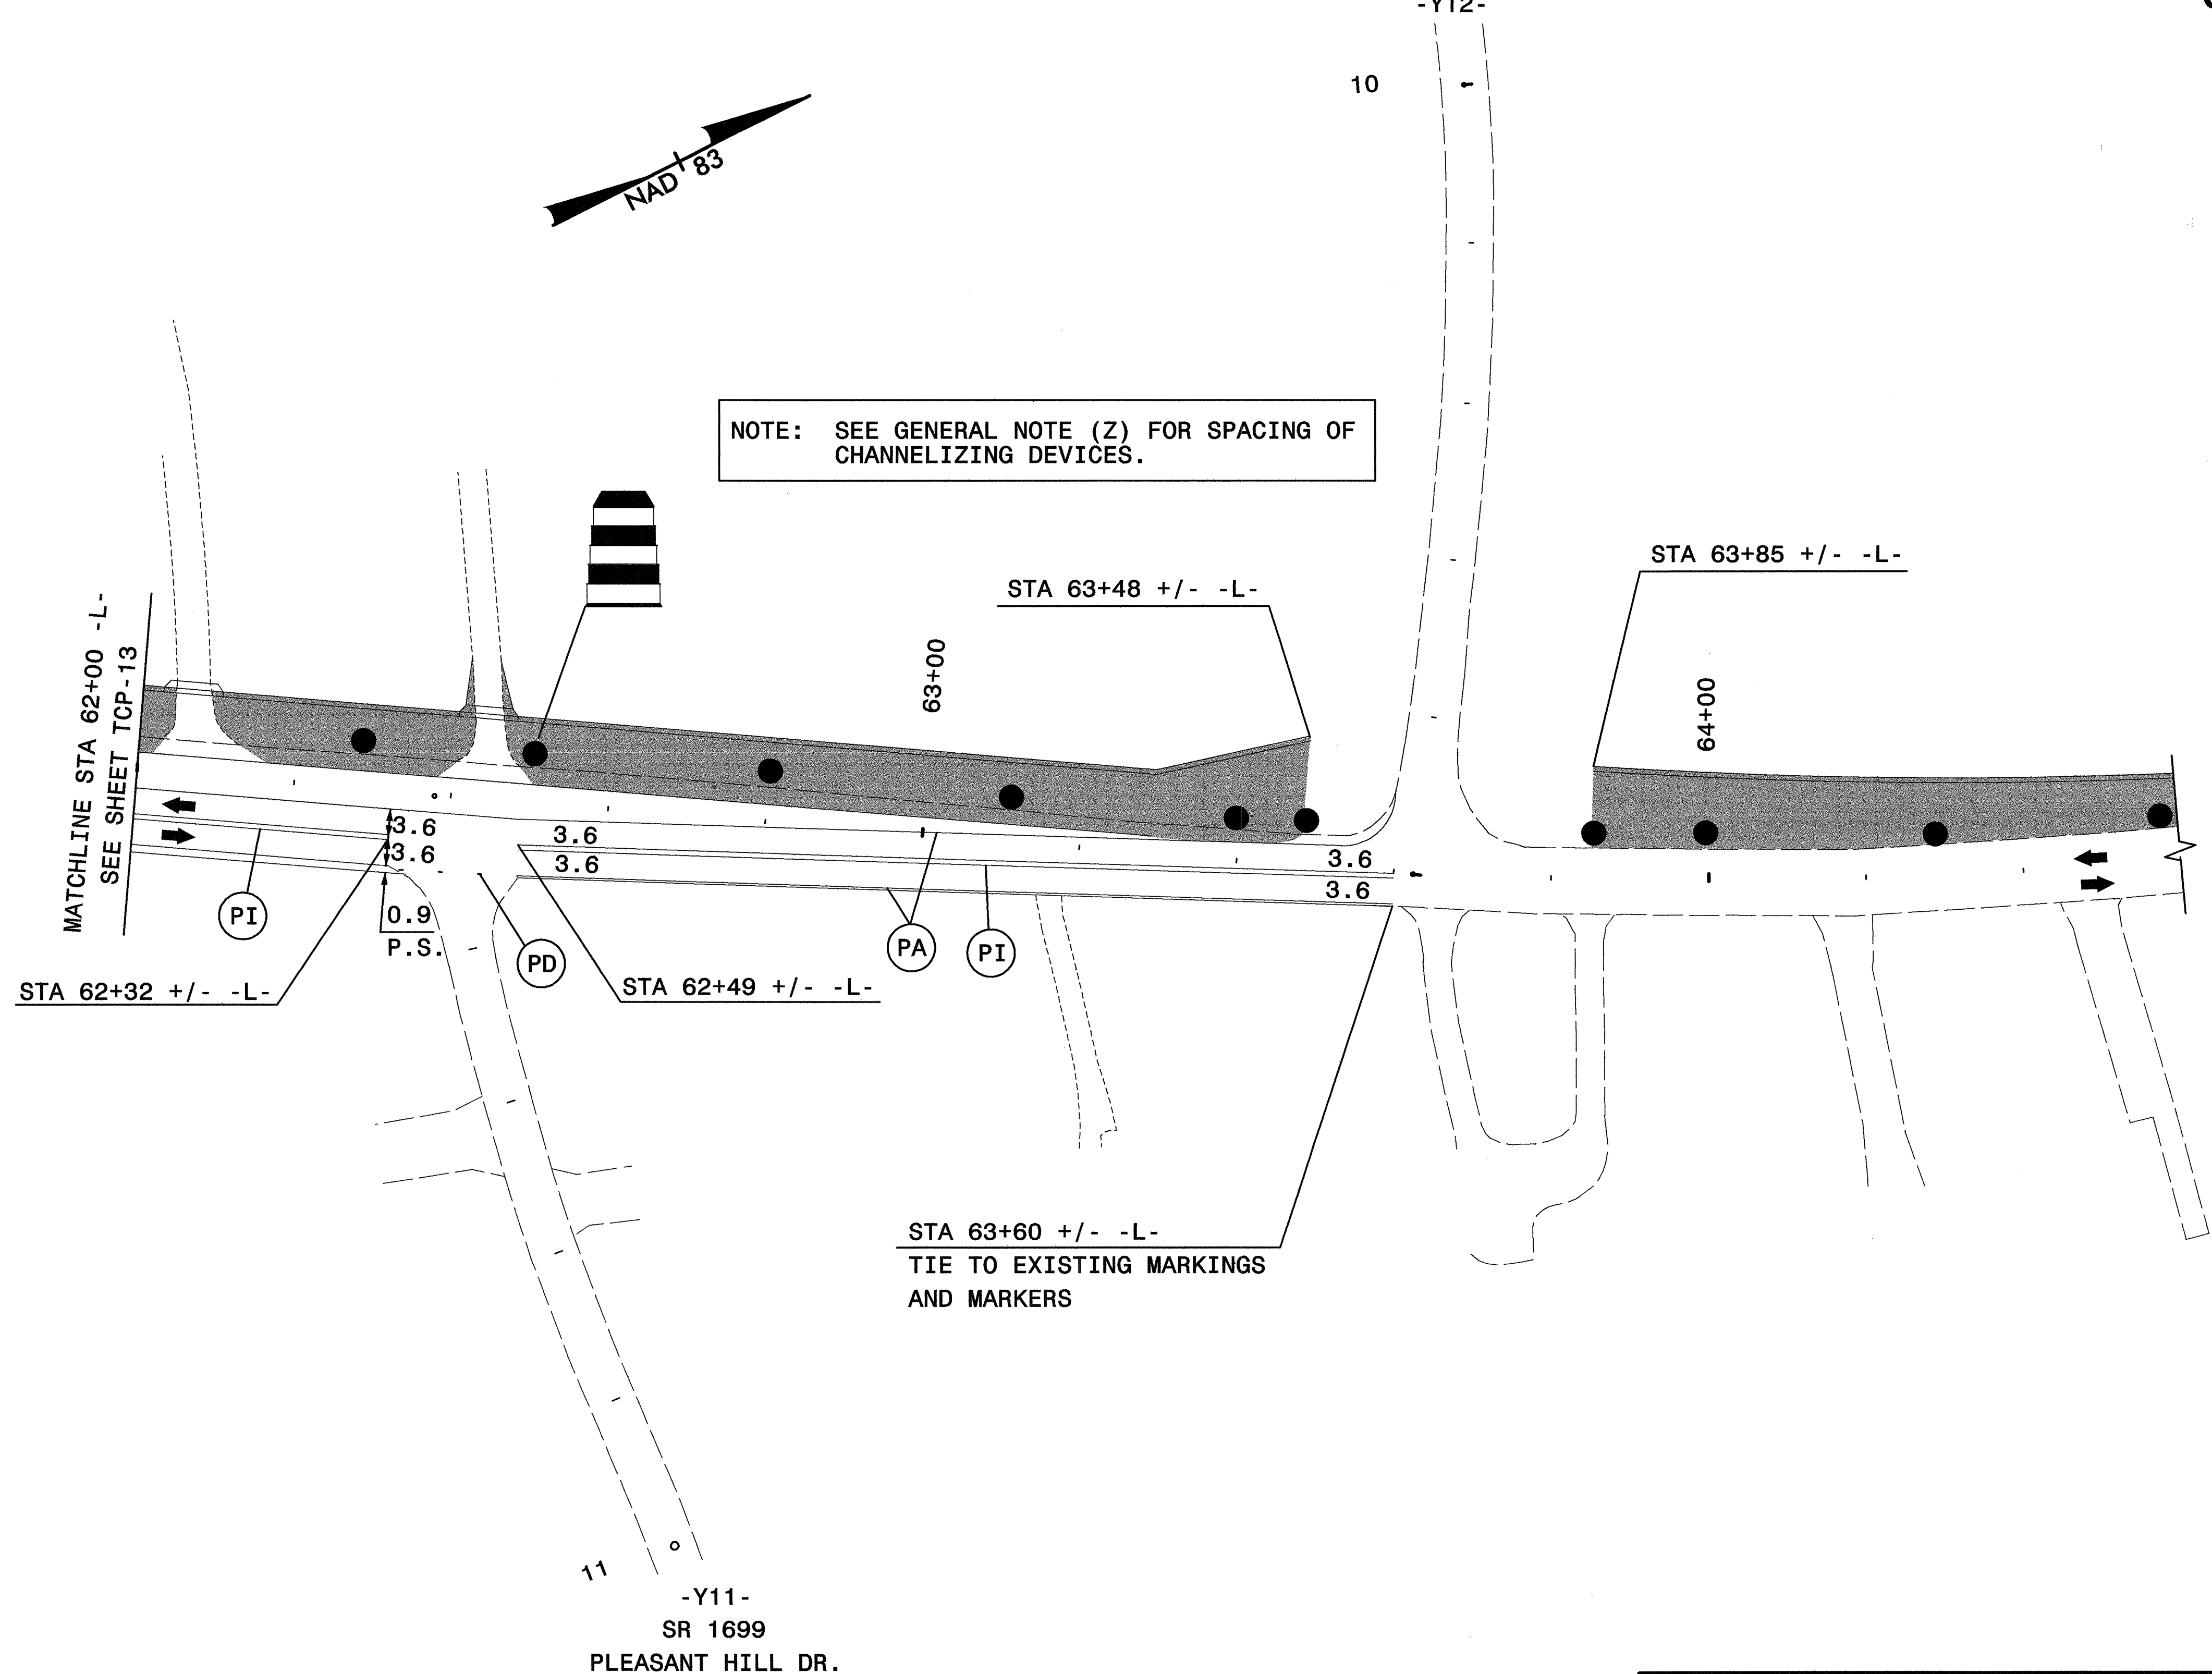 -Y12-
10
NAD 83
NOTE: SEE GENERAL NOTE (Z) FOR SPACING OF
CHANNELIZING DEVICES.
STA 63+85 +/- -L-
STA 63+48 +/- -L-
63+00
64+00
MATCHLINE STA 62+00 -L-
SEE SHEET TCP-13
3.6
3.6
3.6
3.6
3.6
3.6
0.9
P.S.
PI
PD
PA
PI
STA 62+32 +/- -L-
STA 62+49 +/- -L-
STA 63+60 +/- -L-
TIE TO EXISTING MARKINGS
AND MARKERS
11
-Y11-
SR 1699
PLEASANT HILL DR.